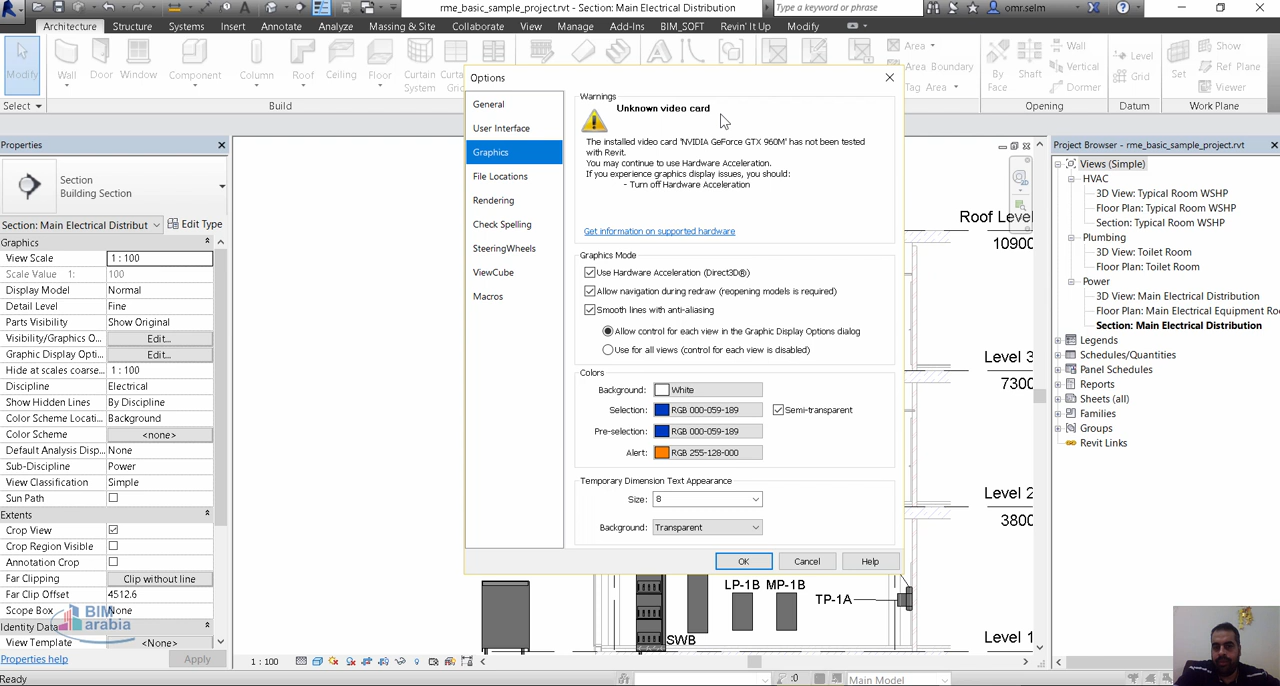 rme_basic_sample_project.rvt - Section: Main Electrical Distribution
Type a keyword or phrase
omr.selm
Architecture Structure Systems Insert Annotate Analyze Massing & Site Collaborate View Manage Add-Ins BIM_SOFT Revin' It Up Modify
Modify
Wall Door Window Component Column Roof Ceiling Floor Curtain System
Area
Area Boundary
Tag Area
By Face
Shaft
Wall
Vertical
Dormer
Level
Grid
Set
Show
Ref Plane
Viewer
Select Build Opening Datum Work Plane
Properties
Section
Building Section
Section: Main Electrical Distribut
Edit Type
Graphics
View Scale 1 : 100
Scale Value 1: 100
Display Model Normal
Detail Level Fine
Parts Visibility Show Original
Visibility/Graphics O... Edit...
Graphic Display Opti... Edit...
Hide at scales coarse... 1 : 100
Discipline Electrical
Show Hidden Lines By Discipline
Color Scheme Locati... Background
Color Scheme <none>
Default Analysis Disp... None
Sub-Discipline Power
View Classification Simple
Sun Path
Extents
Crop View
Crop Region Visible
Annotation Crop
Far Clipping Clip without line
Far Clip Offset 4512.6
Scope Box None
Identity Data
View Template <None>
Properties help
Apply
BIM
arabia
Ready
Options
General
User Interface
Graphics
File Locations
Rendering
Check Spelling
SteeringWheels
ViewCube
Macros
Warnings
Unknown video card
The installed video card 'NVIDIA GeForce GTX 960M' has not been tested
with Revit.
You may continue to use Hardware Acceleration.
If you experience graphics display issues, you should:
- Turn off Hardware Acceleration
Get information on supported hardware
Graphics Mode
Use Hardware Acceleration (Direct3D®)
Allow navigation during redraw (reopening models is required)
Smooth lines with anti-aliasing
Allow control for each view in the Graphic Display Options dialog
Use for all views (control for each view is disabled)
Colors
Background: White
Selection: RGB 000-059-189 Semi-transparent
Pre-selection: RGB 000-059-189
Alert: RGB 255-128-000
Temporary Dimension Text Appearance
Size: 8
Background: Transparent
OK Cancel Help
Roof Level
10900
Level 3
7300
Level 2
3800
Level 1
LP-1B MP-1B
TP-1A
SWB
1 : 100
:0
Main Model
Project Browser - rme_basic_sample_project.rvt
Views (Simple)
HVAC
3D View: Typical Room WSHP
Floor Plan: Typical Room WSHP
Section: Typical Room WSHP
Plumbing
3D View: Toilet Room
Floor Plan: Toilet Room
Power
3D View: Main Electrical Distribution
Floor Plan: Main Electrical Equipment Ro
Section: Main Electrical Distribution
Legends
Schedules/Quantities
Panel Schedules
Reports
Sheets (all)
Families
Groups
Revit Links